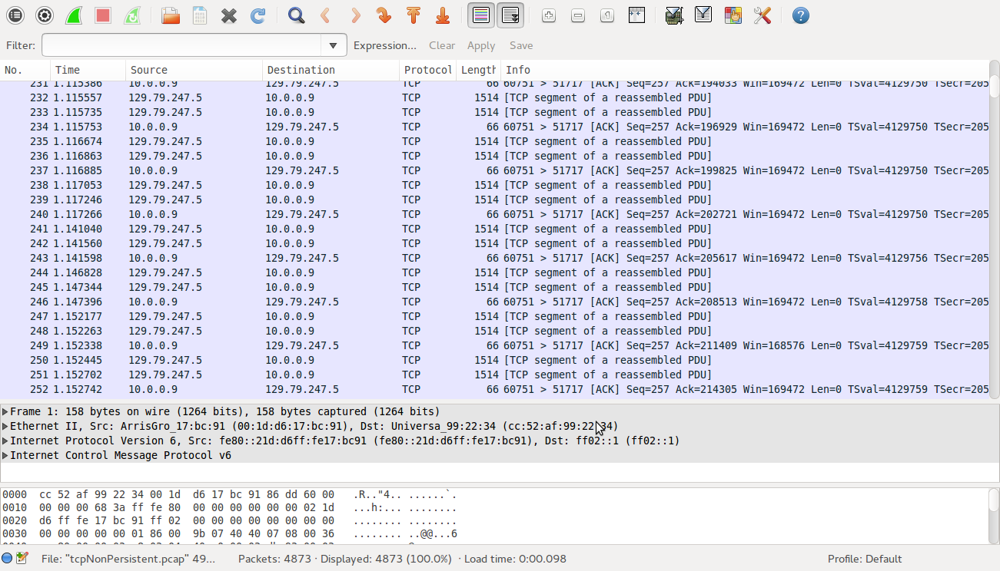 Filter: Expression... Clear Apply Save
No. Time Source Destination Protocol Length Info
231 1.115386 10.0.0.9 129.79.247.5 TCP 66 60751 > 51717 [ACK] Seq=257 Ack=194033 Win=169472 Len=0 TSval=4129750 TSecr=205
232 1.115557 129.79.247.5 10.0.0.9 TCP 1514 [TCP segment of a reassembled PDU]
233 1.115735 129.79.247.5 10.0.0.9 TCP 1514 [TCP segment of a reassembled PDU]
234 1.115753 10.0.0.9 129.79.247.5 TCP 66 60751 > 51717 [ACK] Seq=257 Ack=196929 Win=169472 Len=0 TSval=4129750 TSecr=205
235 1.116674 129.79.247.5 10.0.0.9 TCP 1514 [TCP segment of a reassembled PDU]
236 1.116863 129.79.247.5 10.0.0.9 TCP 1514 [TCP segment of a reassembled PDU]
237 1.116885 10.0.0.9 129.79.247.5 TCP 66 60751 > 51717 [ACK] Seq=257 Ack=199825 Win=169472 Len=0 TSval=4129750 TSecr=205
238 1.117053 129.79.247.5 10.0.0.9 TCP 1514 [TCP segment of a reassembled PDU]
239 1.117246 129.79.247.5 10.0.0.9 TCP 1514 [TCP segment of a reassembled PDU]
240 1.117266 10.0.0.9 129.79.247.5 TCP 66 60751 > 51717 [ACK] Seq=257 Ack=202721 Win=169472 Len=0 TSval=4129750 TSecr=205
241 1.141040 129.79.247.5 10.0.0.9 TCP 1514 [TCP segment of a reassembled PDU]
242 1.141560 129.79.247.5 10.0.0.9 TCP 1514 [TCP segment of a reassembled PDU]
243 1.141598 10.0.0.9 129.79.247.5 TCP 66 60751 > 51717 [ACK] Seq=257 Ack=205617 Win=169472 Len=0 TSval=4129756 TSecr=205
244 1.146828 129.79.247.5 10.0.0.9 TCP 1514 [TCP segment of a reassembled PDU]
245 1.147344 129.79.247.5 10.0.0.9 TCP 1514 [TCP segment of a reassembled PDU]
246 1.147396 10.0.0.9 129.79.247.5 TCP 66 60751 > 51717 [ACK] Seq=257 Ack=208513 Win=169472 Len=0 TSval=4129758 TSecr=205
247 1.152177 129.79.247.5 10.0.0.9 TCP 1514 [TCP segment of a reassembled PDU]
248 1.152263 129.79.247.5 10.0.0.9 TCP 1514 [TCP segment of a reassembled PDU]
249 1.152338 10.0.0.9 129.79.247.5 TCP 66 60751 > 51717 [ACK] Seq=257 Ack=211409 Win=168576 Len=0 TSval=4129759 TSecr=205
250 1.152445 129.79.247.5 10.0.0.9 TCP 1514 [TCP segment of a reassembled PDU]
251 1.152702 129.79.247.5 10.0.0.9 TCP 1514 [TCP segment of a reassembled PDU]
252 1.152742 10.0.0.9 129.79.247.5 TCP 66 60751 > 51717 [ACK] Seq=257 Ack=214305 Win=169472 Len=0 TSval=4129759 TSecr=205
Frame 1: 158 bytes on wire (1264 bits), 158 bytes captured (1264 bits)
Ethernet II, Src: ArrisGro_17:bc:91 (00:1d:d6:17:bc:91), Dst: Universa_99:22:34 (cc:52:af:99:22:34)
Internet Protocol Version 6, Src: fe80::21d:d6ff:fe17:bc91 (fe80::21d:d6ff:fe17:bc91), Dst: ff02::1 (ff02::1)
Internet Control Message Protocol v6
0000 cc 52 af 99 22 34 00 1d d6 17 bc 91 86 dd 60 00 .R.."4.. ......`.
0010 00 00 00 68 3a ff fe 80 00 00 00 00 00 00 02 1d ...h:... ........
0020 d6 ff fe 17 bc 91 ff 02 00 00 00 00 00 00 00 00 ........ ........
0030 00 00 00 00 00 01 86 00 9b 07 40 40 07 08 00 36 ........ ..@@...6
File: "tcpNonPersistent.pcap" 49... Packets: 4873 · Displayed: 4873 (100.0%) · Load time: 0:00.098 Profile: Default